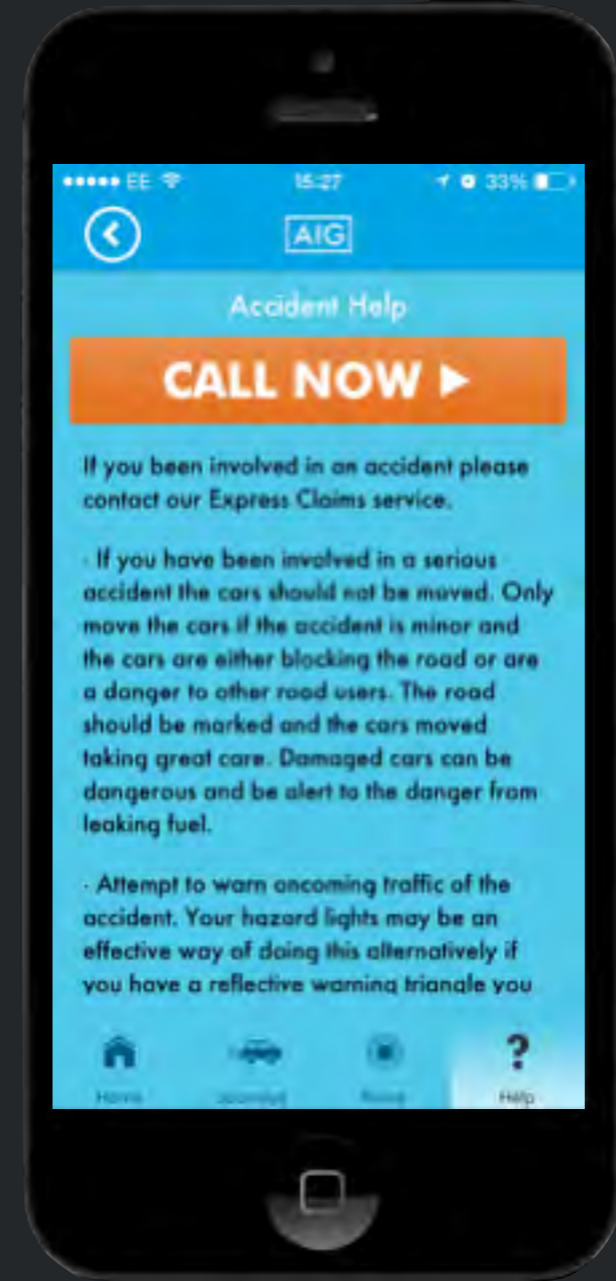 EE 15:27 33%
AIG
Accident Help
CALL NOW
If you been involved in an accident please
contact our Express Claims service.
· If you have been involved in a serious
accident the cars should not be moved. Only
move the cars if the accident is minor and
the cars are either blocking the road or are
a danger to other road users. The road
should be marked and the cars moved
taking great care. Damaged cars can be
dangerous and be alert to the danger from
leaking fuel.
· Attempt to warn oncoming traffic of the
accident. Your hazard lights may be an
effective way of doing this alternatively if
you have a reflective warning triangle you
?
Home Help